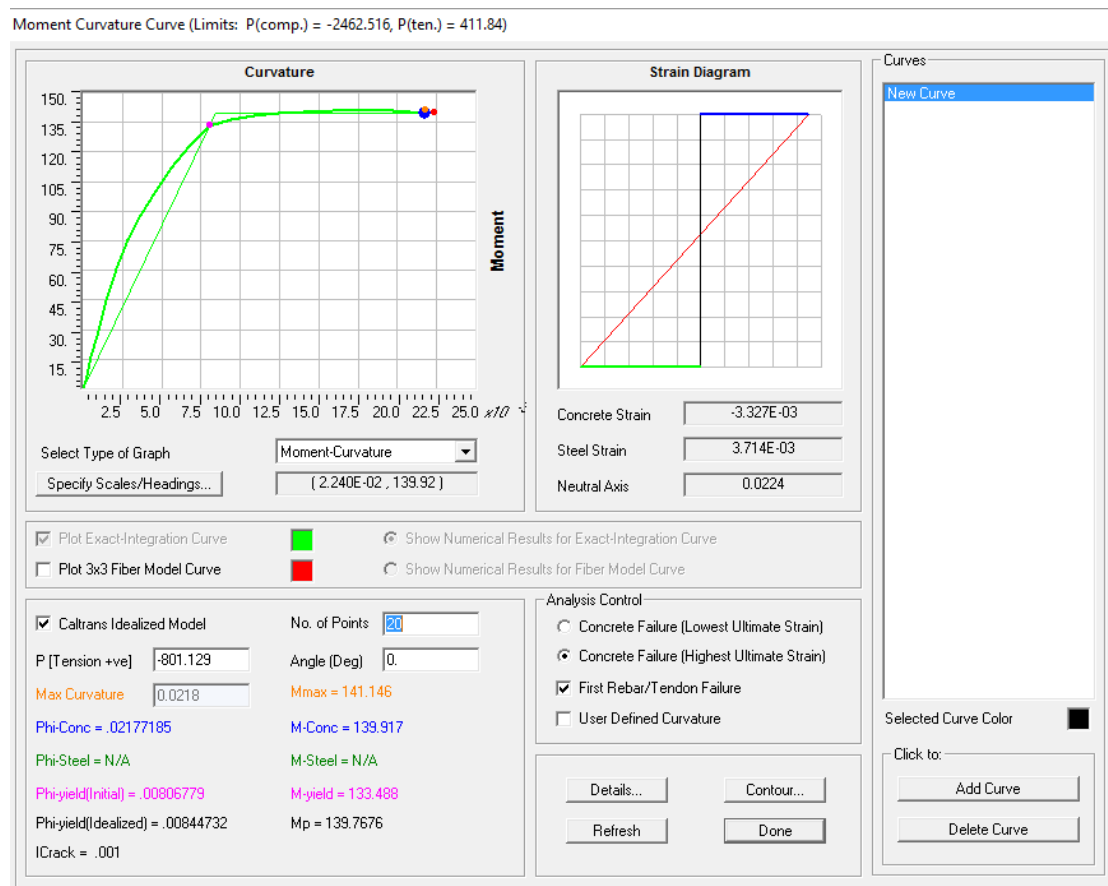 Moment Curvature Curve (Limits:  P(comp.) = -2462.516, P(ten.) = 411.84)
Curvature
150.
135.
120.
105.
90.
75.
60.
45.
30.
15.
2.5 5.0 7.5 10.0 12.5 15.0 17.5 20.0 22.5 25.0 x10
Moment
Select Type of Graph
Moment-Curvature
Specify Scales/Headings...
( 2.240E-02 , 139.92 )
Strain Diagram
Concrete Strain
-3.327E-03
Steel Strain
3.714E-03
Neutral Axis
0.0224
Plot Exact-Integration Curve
Show Numerical Results for Exact-Integration Curve
Plot 3x3 Fiber Model Curve
Show Numerical Results for Fiber Model Curve
Caltrans Idealized Model
No. of Points
20
P [Tension +ve]
-801.129
Angle (Deg)
0.
Max Curvature
0.0218
Mmax = 141.146
Phi-Conc = .02177185
M-Conc = 139.917
Phi-Steel = N/A
M-Steel = N/A
Phi-yield(Initial) = .00806779
M-yield = 133.488
Phi-yield(Idealized) = .00844732
Mp = 139.7676
ICrack = .001
Analysis Control
Concrete Failure (Lowest Ultimate Strain)
Concrete Failure (Highest Ultimate Strain)
First Rebar/Tendon Failure
User Defined Curvature
Details...
Contour...
Refresh
Done
Curves
New Curve
Selected Curve Color
Click to:
Add Curve
Delete Curve